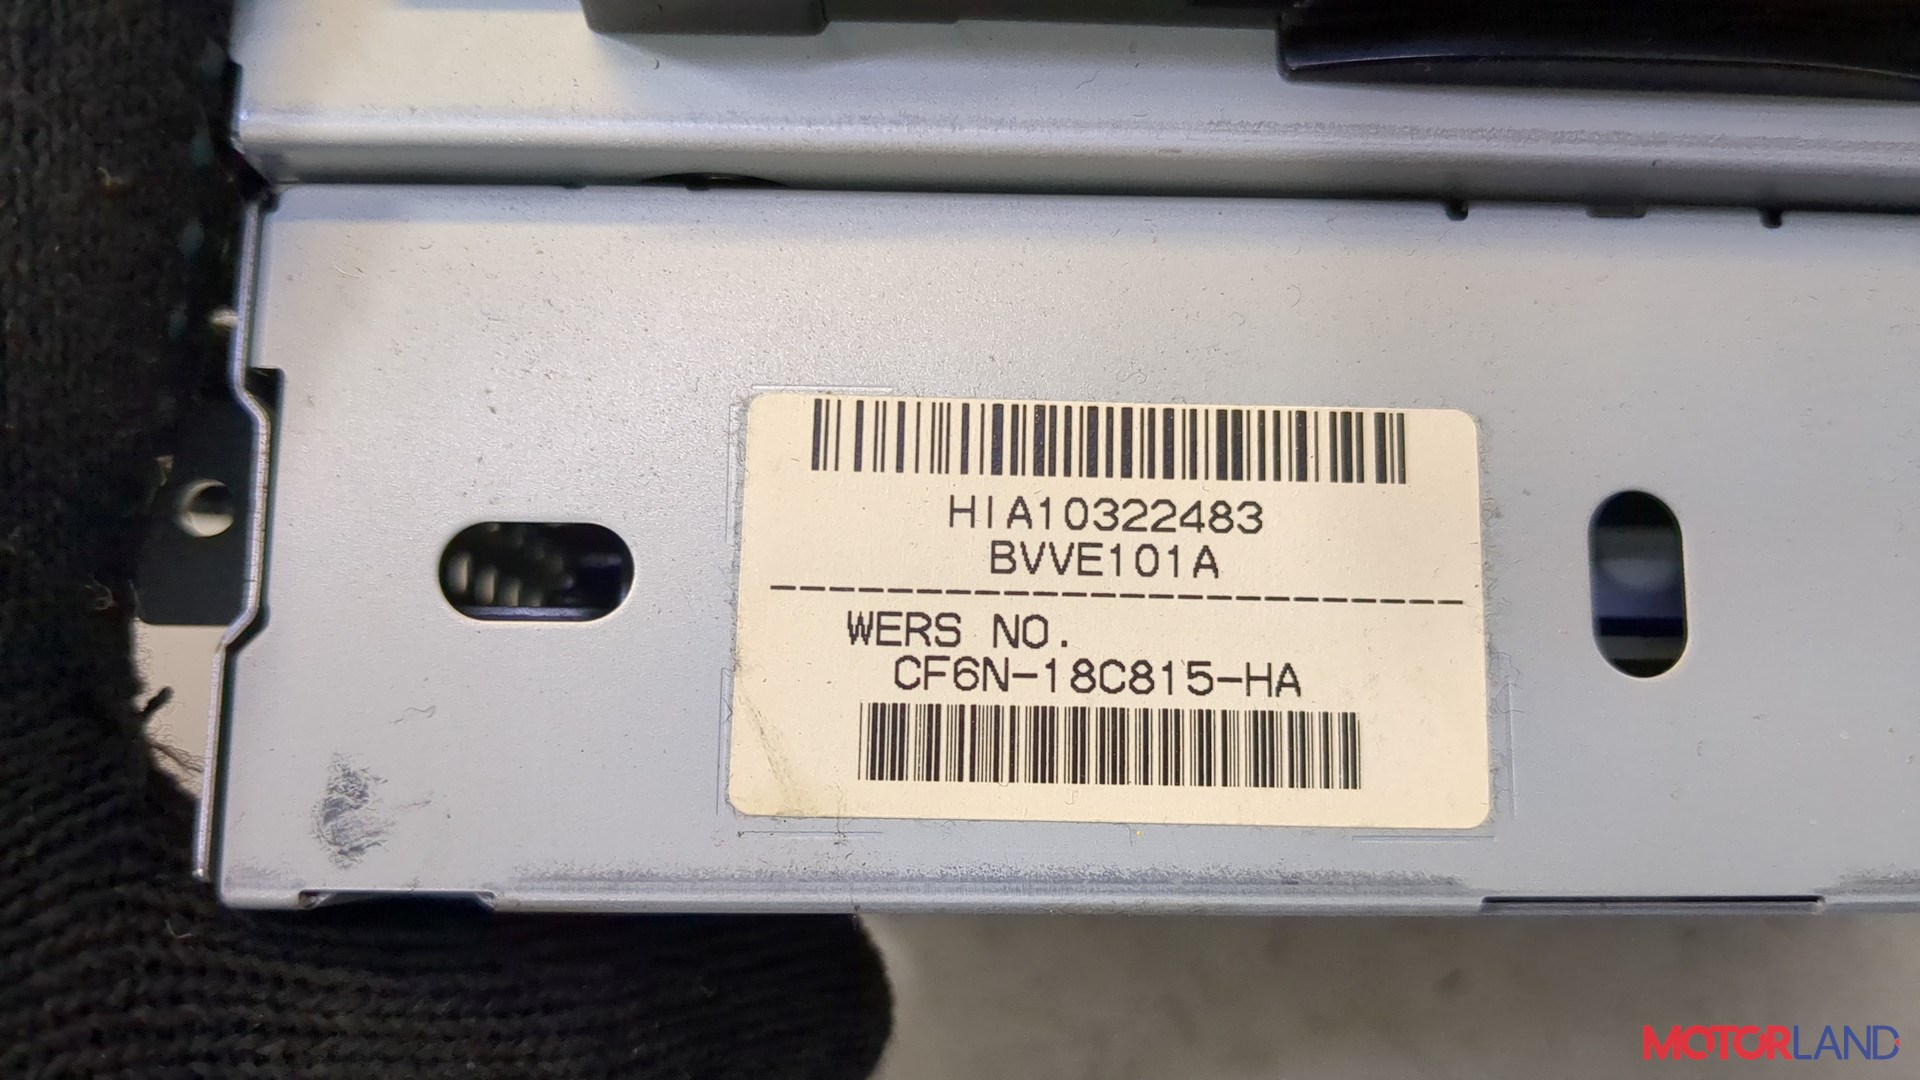 HIA10322483
BVVE101A
WERS NO.
CF6N-18C815-HA
MOTORLAND